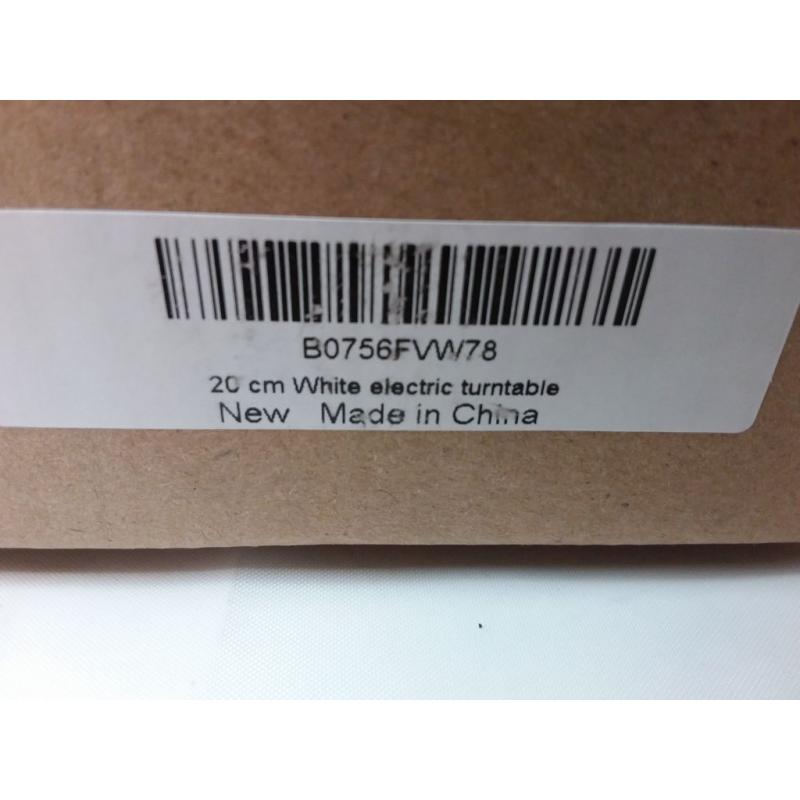 B0756FVW78
20 cm White electric turntable
New Made in China